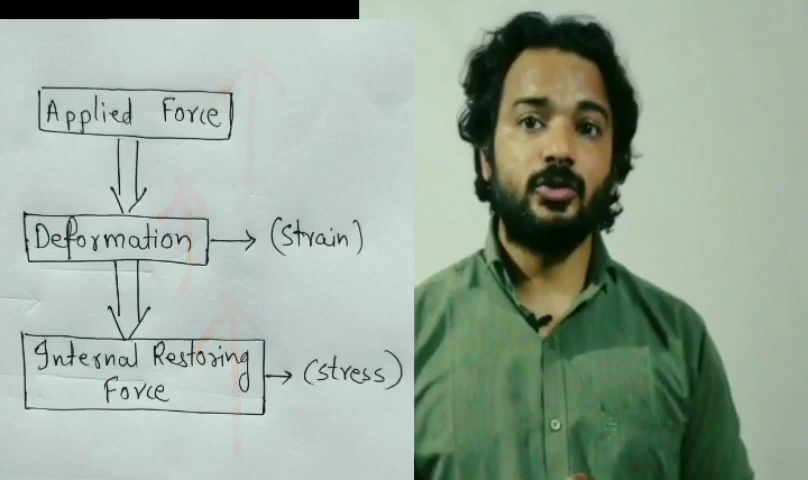 Applied Force
Deformation
(Strain)
Internal Restoring
Force
(stress)